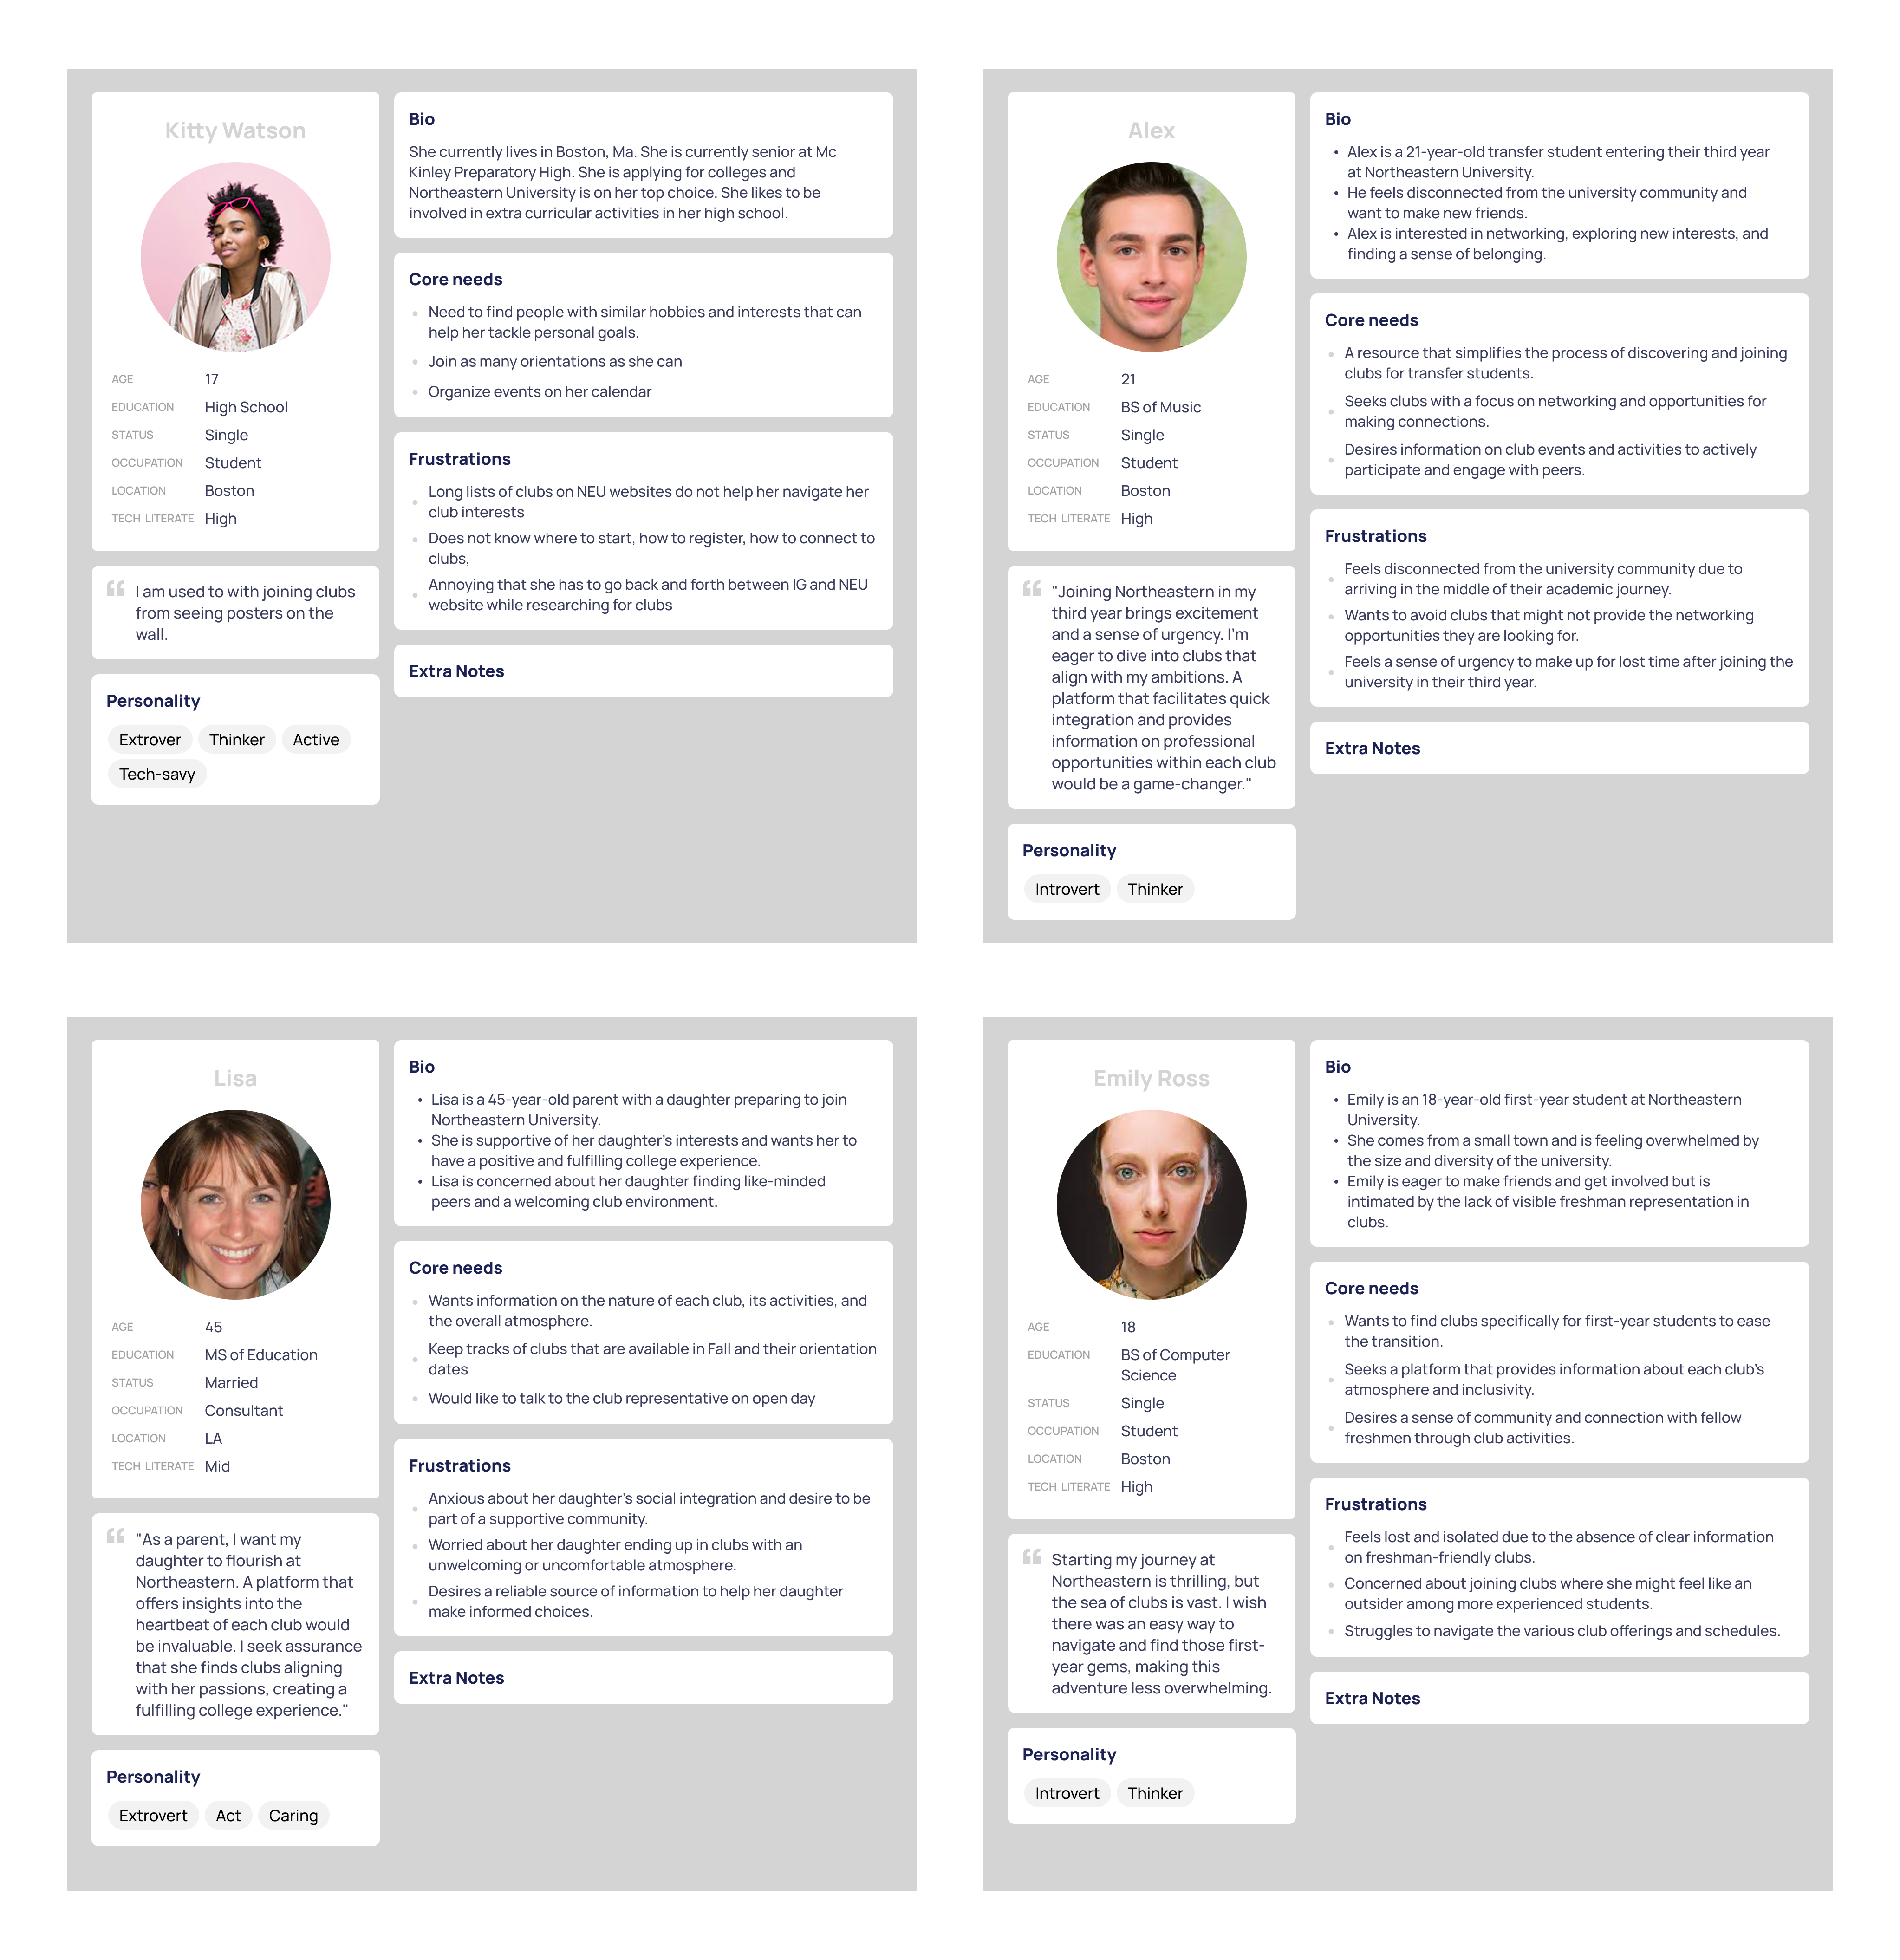 Kitty Watson
AGE 17
EDUCATION High School
STATUS Single
OCCUPATION Student
LOCATION Boston
TECH LITERATE High
I am used to with joining clubs
from seeing posters on the
wall.
Personality
Extrover Thinker Active
Tech-savy
Bio
She currently lives in Boston, Ma. She is currently senior at Mc
Kinley Preparatory High. She is applying for colleges and
Northeastern University is on her top choice. She likes to be
involved in extra curricular activities in her high school.
Core needs
Need to find people with similar hobbies and interests that can
help her tackle personal goals.
Join as many orientations as she can
Organize events on her calendar
Frustrations
Long lists of clubs on NEU websites do not help her navigate her
club interests
Does not know where to start, how to register, how to connect to
clubs,
Annoying that she has to go back and forth between IG and NEU
website while researching for clubs
Extra Notes
Alex
AGE 21
EDUCATION BS of Music
STATUS Single
OCCUPATION Student
LOCATION Boston
TECH LITERATE High
"Joining Northeastern in my
third year brings excitement
and a sense of urgency. I'm
eager to dive into clubs that
align with my ambitions. A
platform that facilitates quick
integration and provides
information on professional
opportunities within each club
would be a game-changer."
Personality
Introvert Thinker
Bio
• Alex is a 21-year-old transfer student entering their third year
at Northeastern University.
• He feels disconnected from the university community and
want to make new friends.
• Alex is interested in networking, exploring new interests, and
finding a sense of belonging.
Core needs
A resource that simplifies the process of discovering and joining
clubs for transfer students.
Seeks clubs with a focus on networking and opportunities for
making connections.
Desires information on club events and activities to actively
participate and engage with peers.
Frustrations
Feels disconnected from the university community due to
arriving in the middle of their academic journey.
Wants to avoid clubs that might not provide the networking
opportunities they are looking for.
Feels a sense of urgency to make up for lost time after joining the
university in their third year.
Extra Notes
Lisa
AGE 45
EDUCATION MS of Education
STATUS Married
OCCUPATION Consultant
LOCATION LA
TECH LITERATE Mid
"As a parent, I want my
daughter to flourish at
Northeastern. A platform that
offers insights into the
heartbeat of each club would
be invaluable. I seek assurance
that she finds clubs aligning
with her passions, creating a
fulfilling college experience."
Personality
Extrovert Act Caring
Bio
• Lisa is a 45-year-old parent with a daughter preparing to join
Northeastern University.
• She is supportive of her daughter's interests and wants her to
have a positive and fulfilling college experience.
• Lisa is concerned about her daughter finding like-minded
peers and a welcoming club environment.
Core needs
Wants information on the nature of each club, its activities, and
the overall atmosphere.
Keep tracks of clubs that are available in Fall and their orientation
dates
Would like to talk to the club representative on open day
Frustrations
Anxious about her daughter's social integration and desire to be
part of a supportive community.
Worried about her daughter ending up in clubs with an
unwelcoming or uncomfortable atmosphere.
Desires a reliable source of information to help her daughter
make informed choices.
Extra Notes
Emily Ross
AGE 18
EDUCATION BS of Computer
Science
STATUS Single
OCCUPATION Student
LOCATION Boston
TECH LITERATE High
Starting my journey at
Northeastern is thrilling, but
the sea of clubs is vast. I wish
there was an easy way to
navigate and find those first-
year gems, making this
adventure less overwhelming.
Personality
Introvert Thinker
Bio
• Emily is an 18-year-old first-year student at Northeastern
University.
• She comes from a small town and is feeling overwhelmed by
the size and diversity of the university.
• Emily is eager to make friends and get involved but is
intimated by the lack of visible freshman representation in
clubs.
Core needs
Wants to find clubs specifically for first-year students to ease
the transition.
Seeks a platform that provides information about each club's
atmosphere and inclusivity.
Desires a sense of community and connection with fellow
freshmen through club activities.
Frustrations
Feels lost and isolated due to the absence of clear information
on freshman-friendly clubs.
Concerned about joining clubs where she might feel like an
outsider among more experienced students.
Struggles to navigate the various club offerings and schedules.
Extra Notes